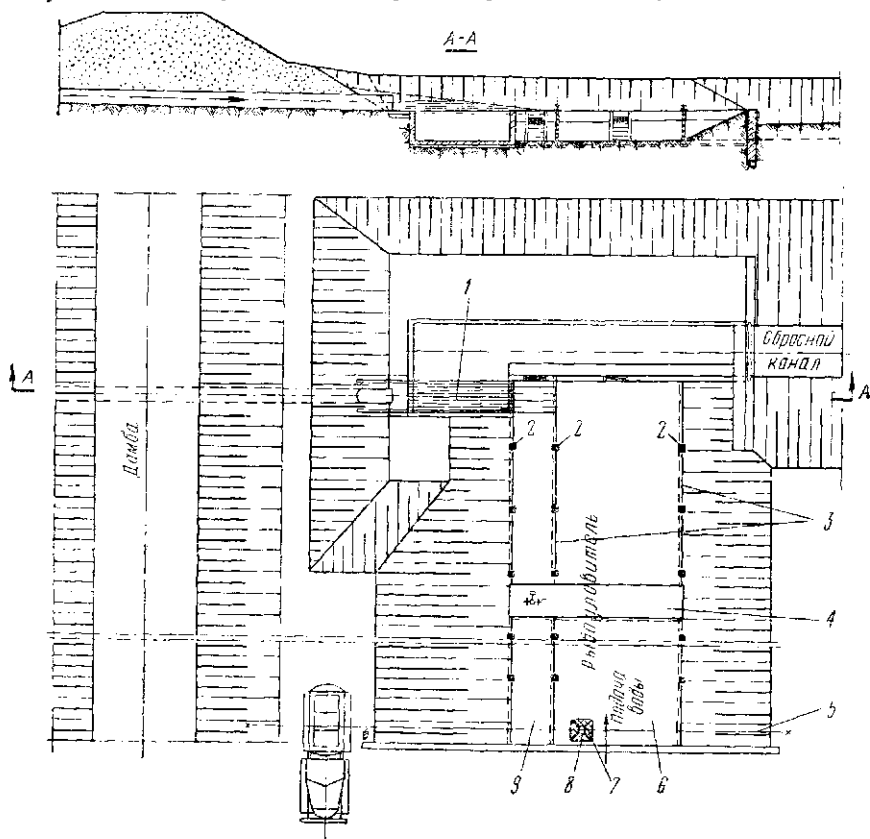 А-А
1
Сбросной
канал
А
А
2
2
2
Дамба
3
рыбоуловитель
4
Подача
воды
5
9
8
7
6